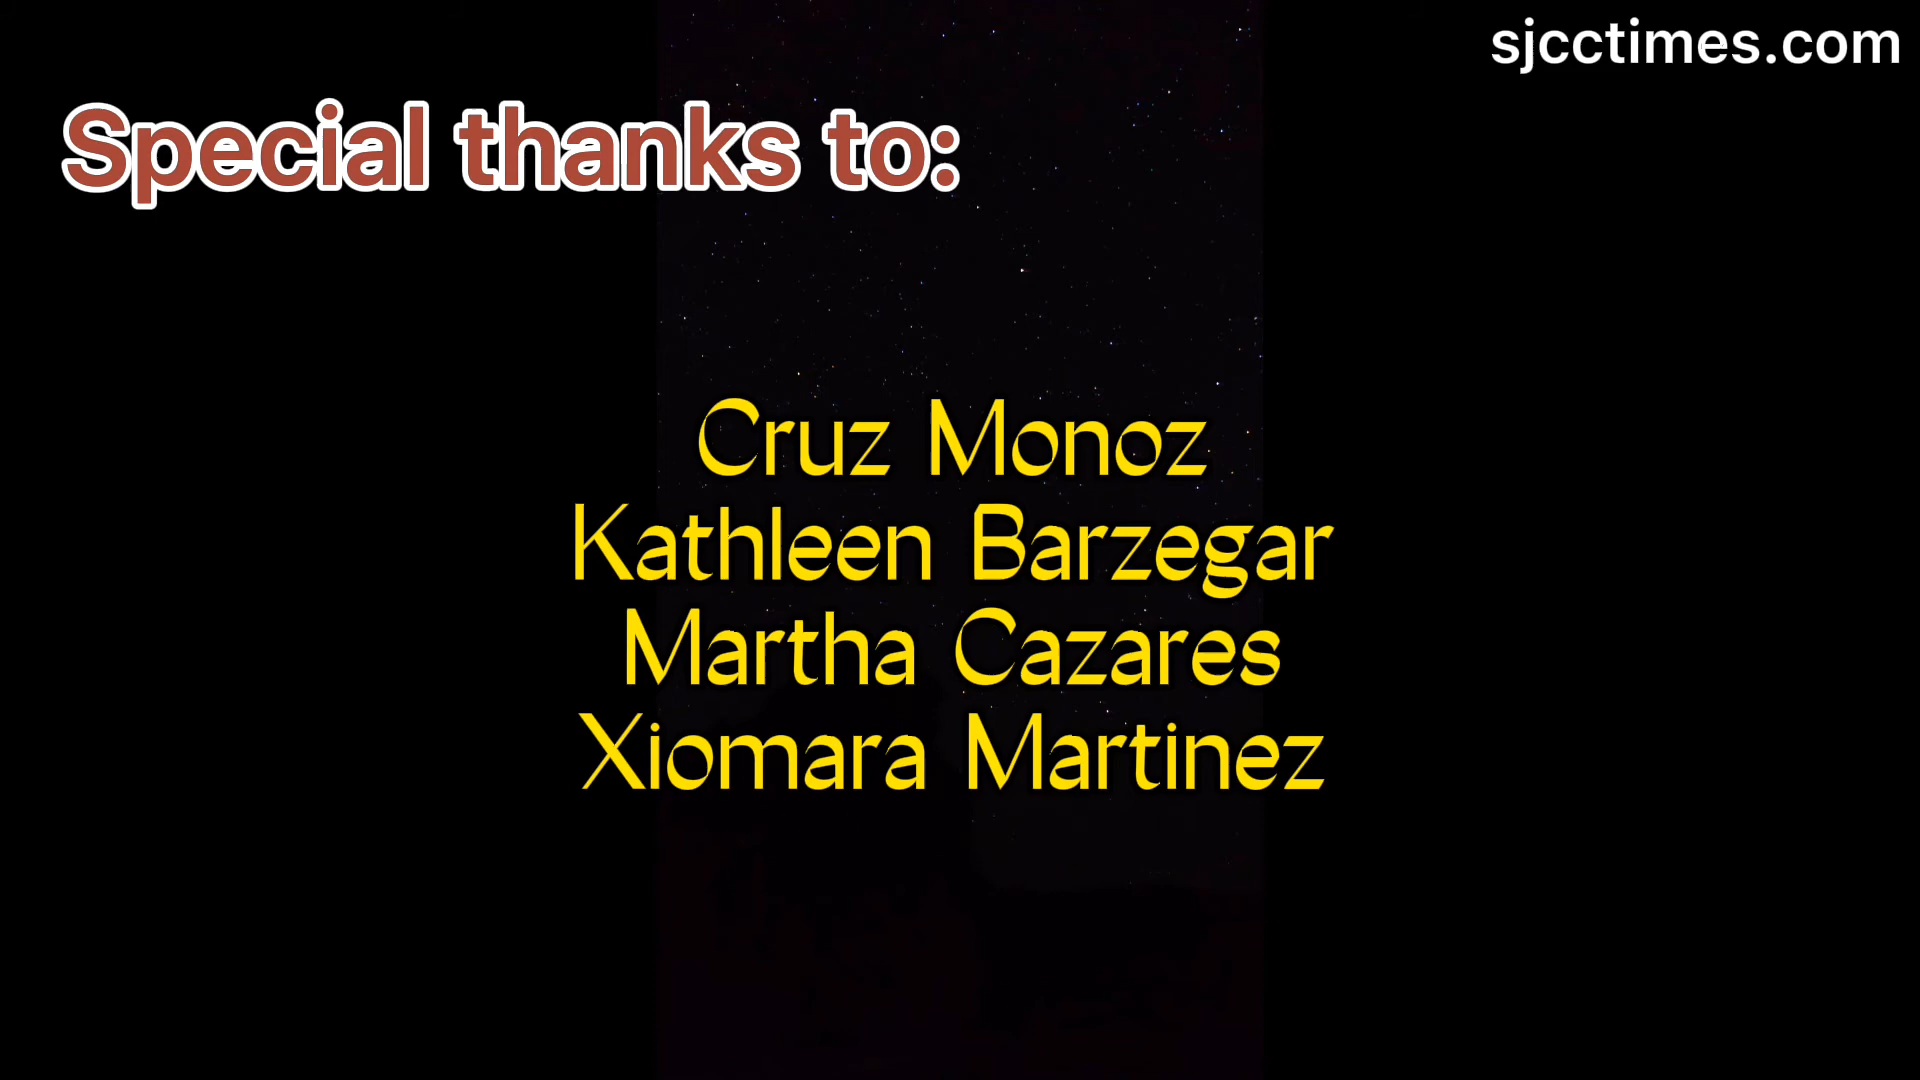 sjcctimes.com
Special thanks to:
Cruz Monoz
Kathleen Barzegar
Martha Cazares
Xiomara Martinez